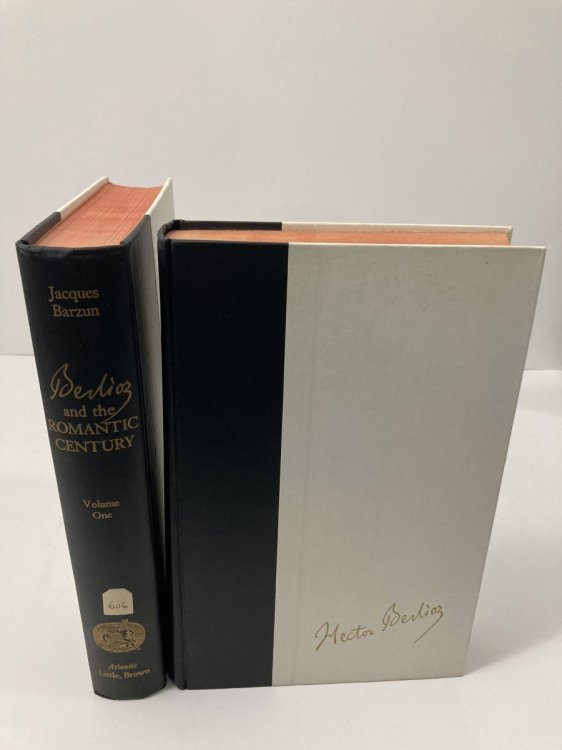 Jacques
Barzun
Berlioz
and the
ROMANTIC
CENTURY
Volume
One
606
Atlantic
Little, Brown
Hector Berlioz